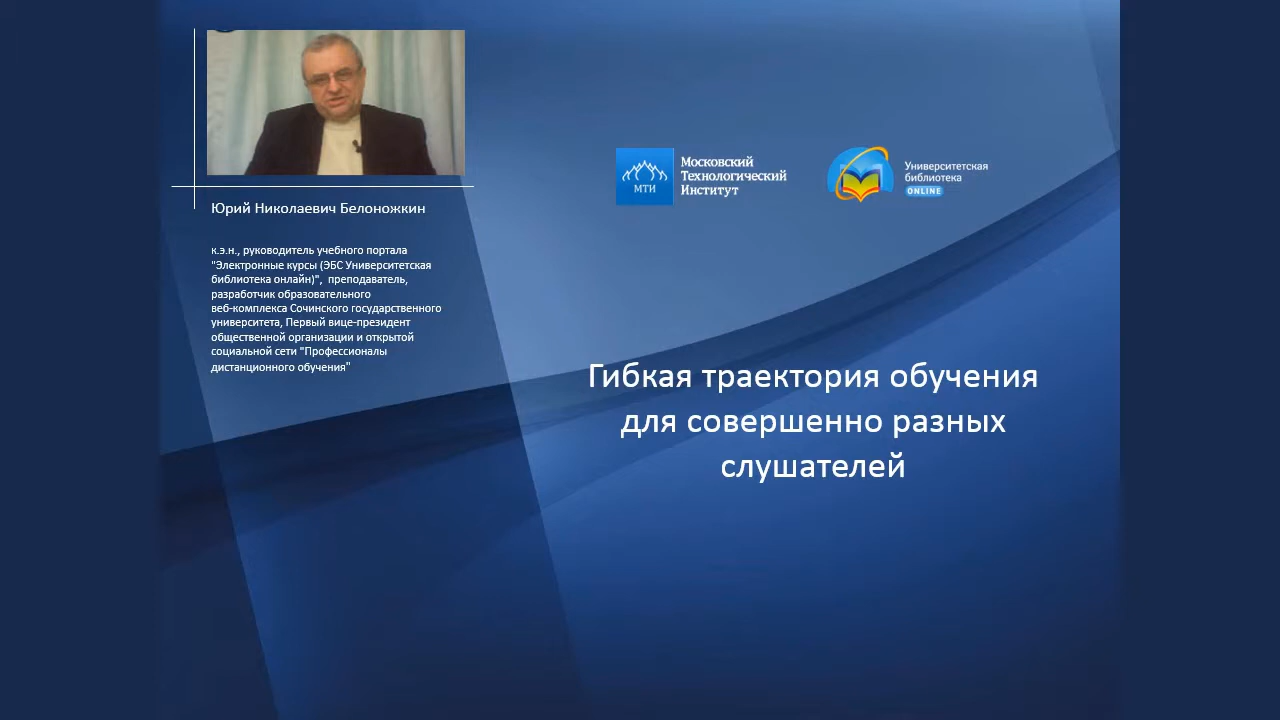 Юрий Николаевич Белоножкин
к.э.н., руководитель учебного портала
"Электронные курсы (ЭБС Университетская
библиотека онлайн)", преподаватель,
разработчик образовательного
веб-комплекса Сочинского государственного
университета, Первый вице-президент
общественной организации и открытой
социальной сети "Профессионалы
дистанционного обучения"
МТИ
Московский
Технологический
Институт
Университетская
библиотека
ONLINE
Гибкая траектория обучения
для совершенно разных
слушателей